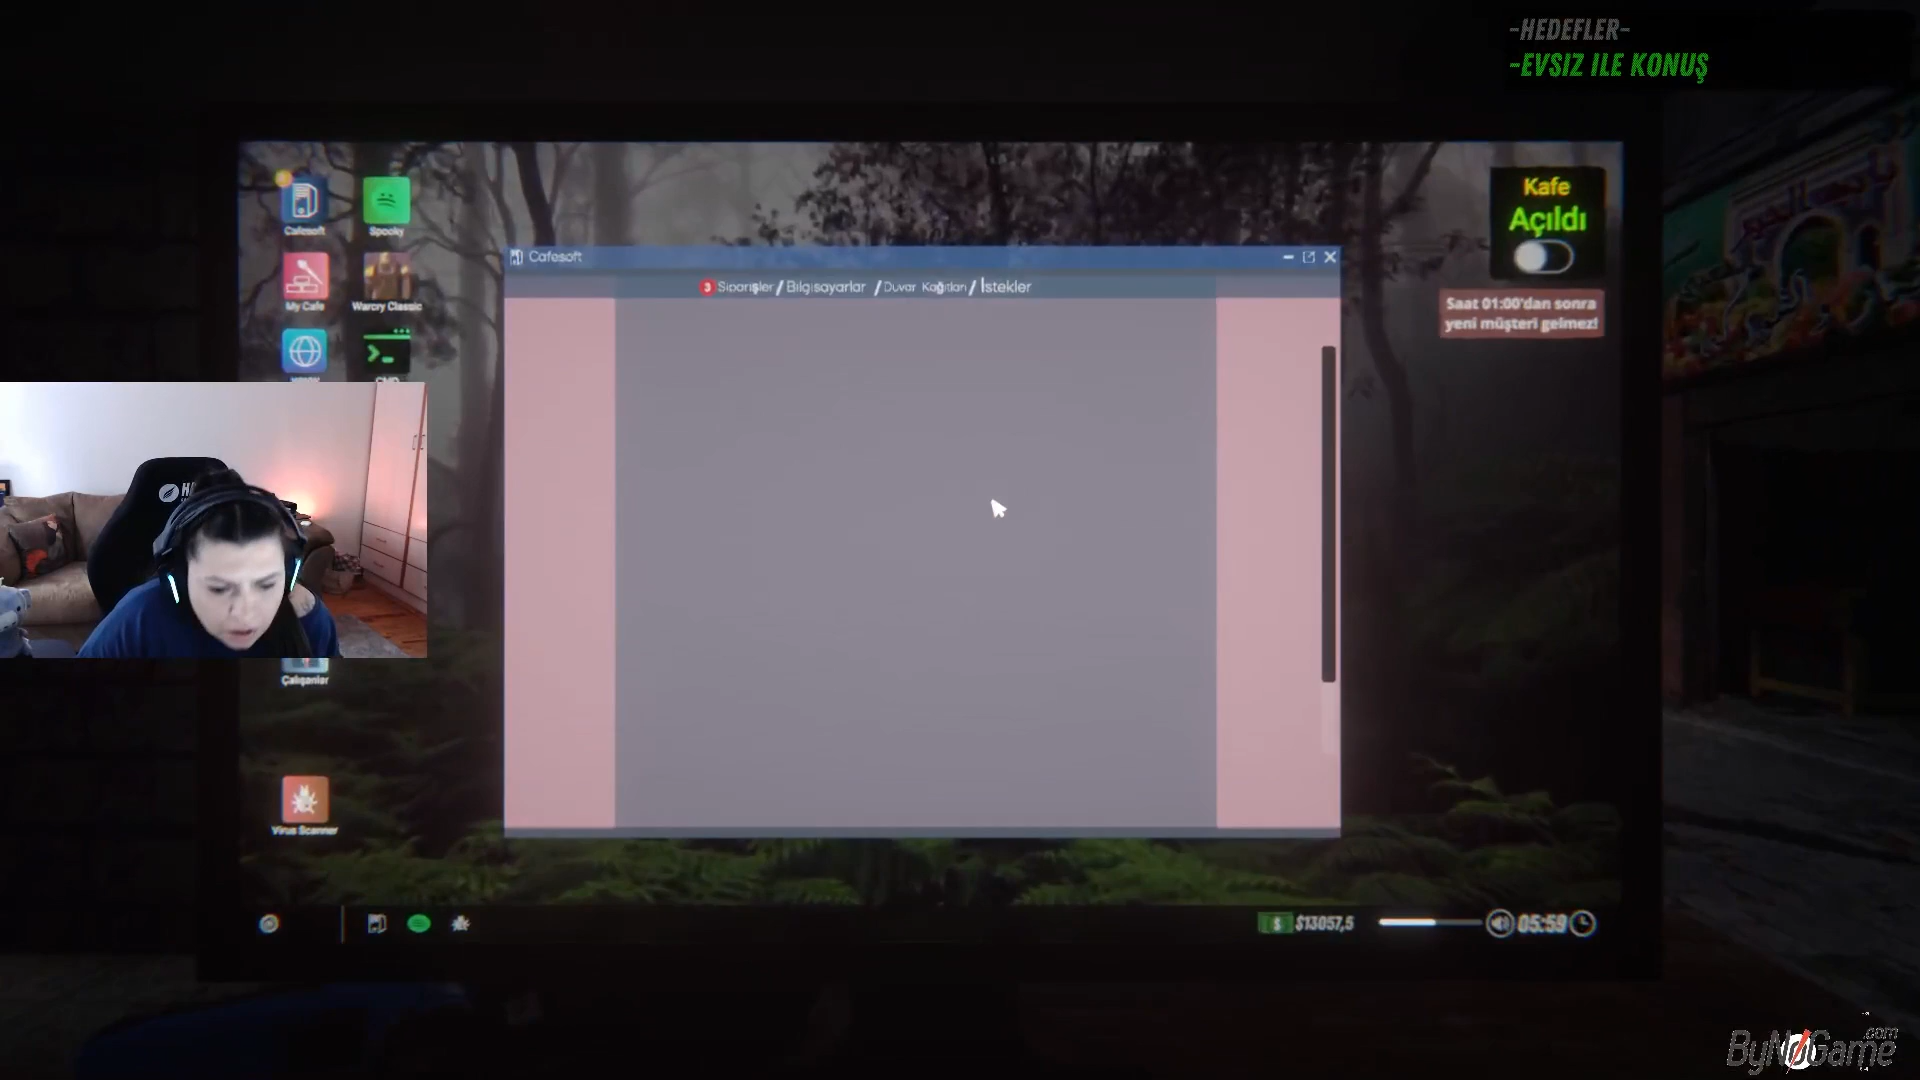 -HEDEFLER-
-EVSIZ ILE KONUŞ
Kafe
Açıldı
Saat 01:00'dan sonra
yeni müşteri gelmez!
Cafesoft
Spooky
My Cafe
Warcry Classic
Cafesoft
3 Siparişler / Bilgisayarlar / Duvar Kağıtları / İstekler
Çalışanlar
Virus Scanner
$13057,5
05:59
ByNoGame.com